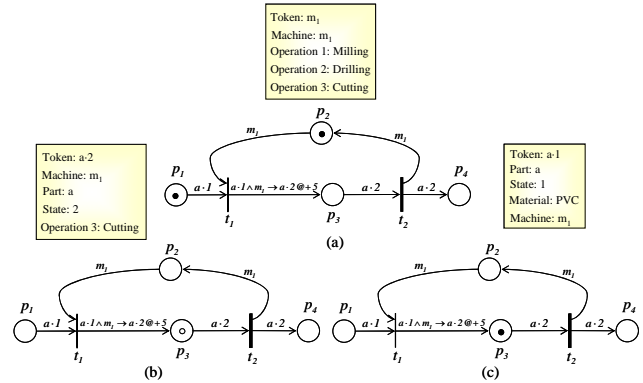 Token: m₁
Machine: m₁
Operation 1: Milling
Operation 2: Drilling
Operation 3: Cutting
Token: a·2
Machine: m₁
Part: a
State: 2
Operation 3: Cutting
Token: a·1
Part: a
State: 1
Material: PVC
Machine: m₁
p₂
m₁ m₁
p₁ p₄
a·1 a·1∧m₁→a·2@+5 a·2 a·2
t₁ p₃ t₂
(a)
p₂
m₁ m₁
p₁ p₄
a·1 a·1∧m₁→a·2@+5 a·2 a·2
t₁ p₃ t₂
(b)
p₂
m₁ m₁
p₁ p₄
a·1 a·1∧m₁→a·2@+5 a·2 a·2
t₁ p₃ t₂
(c)